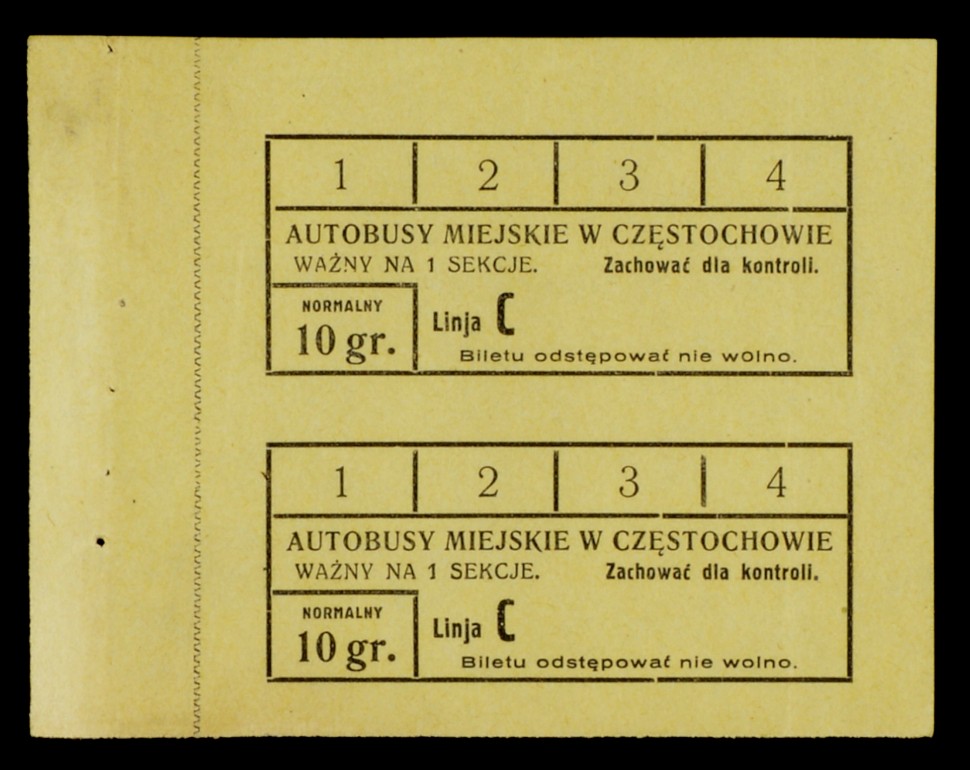 1 2 3 4
AUTOBUSY MIEJSKIE W CZĘSTOCHOWIE
WAŻNY NA 1 SEKCJE. Zachować dla kontroli.
NORMALNY
10 gr.
Linja C
Biletu odstępować nie wolno.
1 2 3 4
AUTOBUSY MIEJSKIE W CZĘSTOCHOWIE
WAŻNY NA 1 SEKCJE. Zachować dla kontroli.
NORMALNY
10 gr.
Linja C
Biletu odstępować nie wolno.